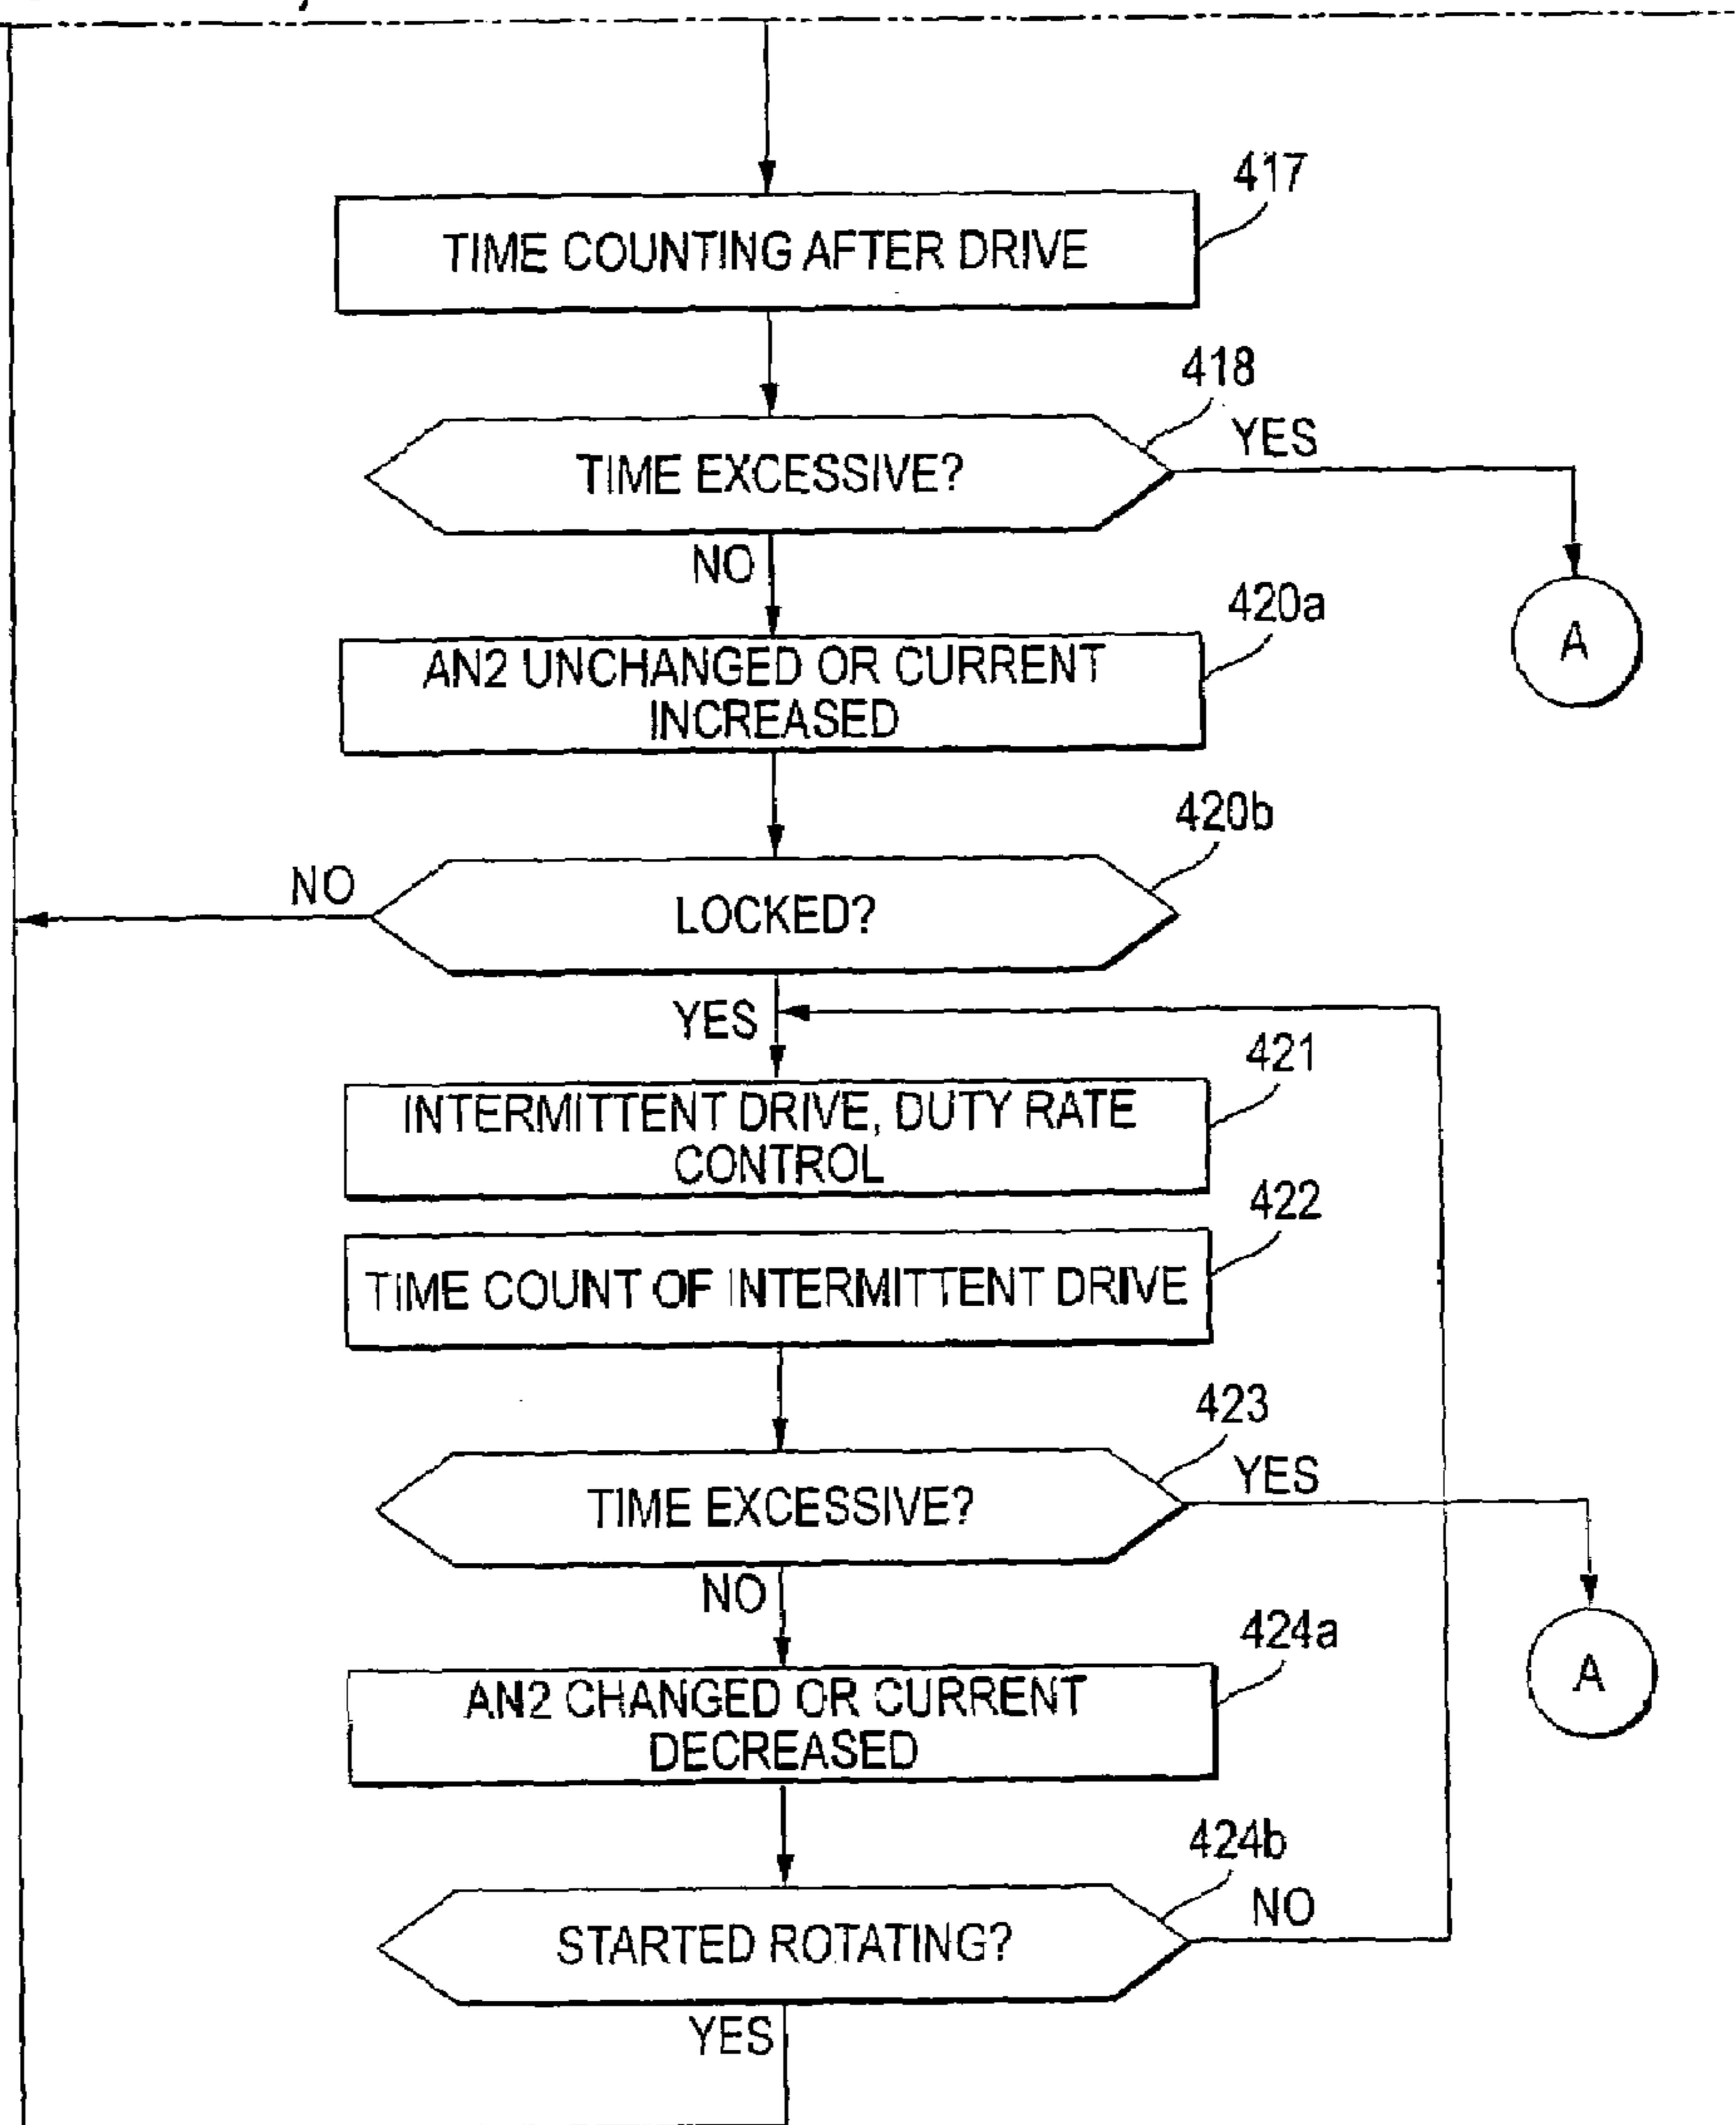 417
TIME COUNTING AFTER DRIVE
418
TIME EXCESSIVE?
YES
NO
A
420a
AN2 UNCHANGED OR CURRENT
INCREASED
420b
NO
LOCKED?
YES
421
INTERMITTENT DRIVE, DUTY RATE
CONTROL
422
TIME COUNT OF INTERMITTENT DRIVE
423
TIME EXCESSIVE?
YES
NO
A
424a
AN2 CHANGED OR CURRENT
DECREASED
424b
STARTED ROTATING?
NO
YES